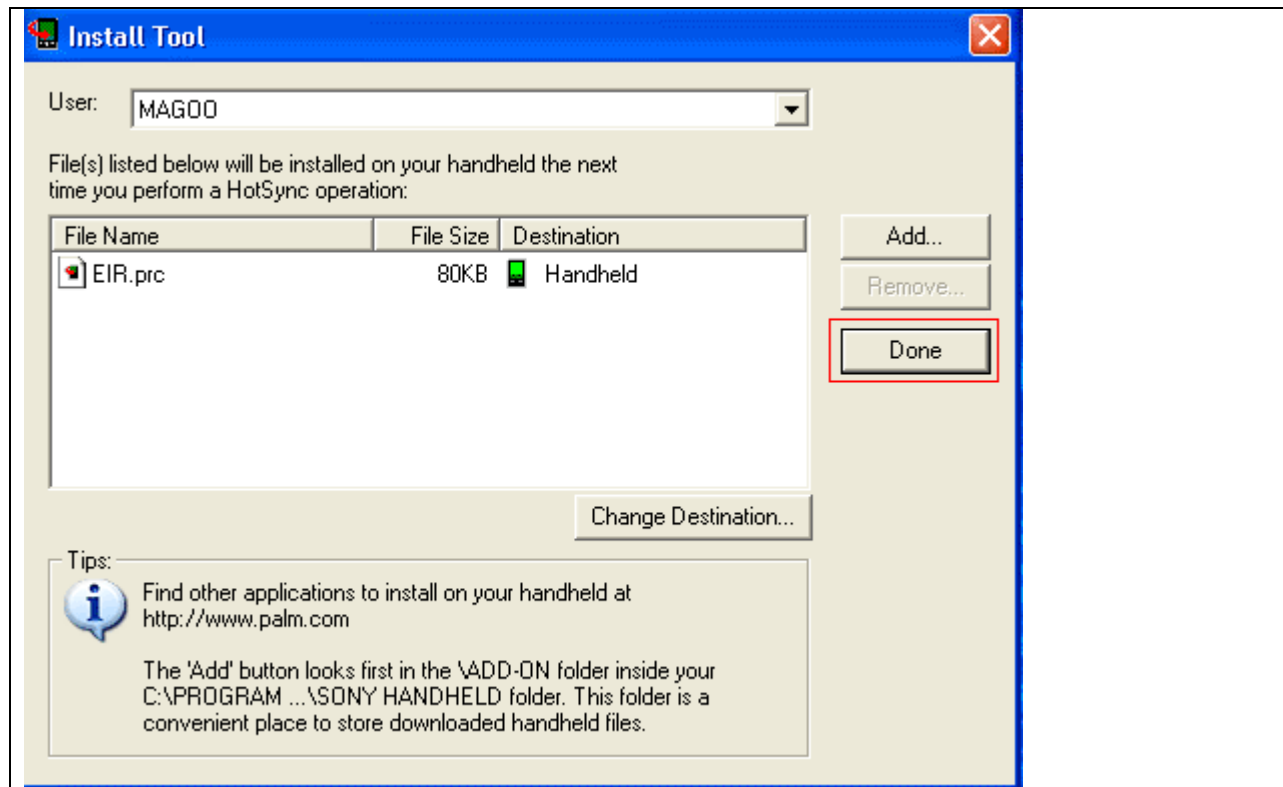 Install Tool
User: MAGOO
File(s) listed below will be installed on your handheld the next
time you perform a HotSync operation:
File Name File Size Destination
EIR.prc 80KB Handheld
Add...
Remove...
Done
Change Destination...
Tips:
Find other applications to install on your handheld at
http://www.palm.com
The 'Add' button looks first in the \ADD-ON folder inside your
C:\PROGRAM ...\SONY HANDHELD folder. This folder is a
convenient place to store downloaded handheld files.